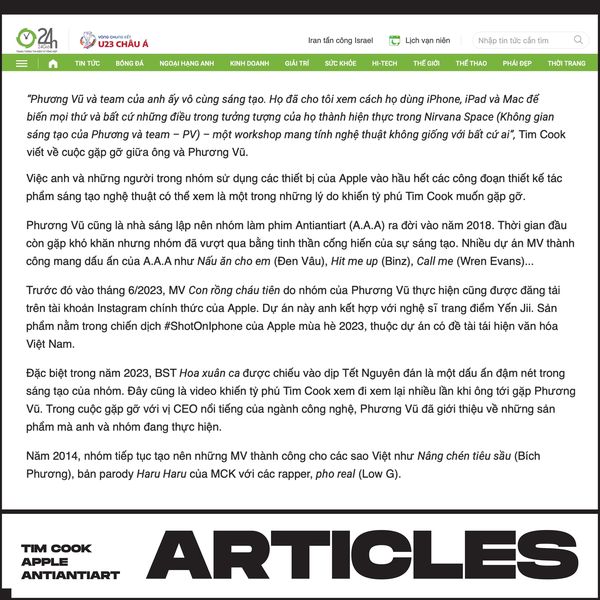 24h
.COM.VN
VÒNG CHUNG KẾT
U23 CHÂU Á
Iran tấn công Israel
Lịch vạn niên
Nhập tin tức cần tìm
TIN TỨC BÓNG ĐÁ NGOẠI HẠNG ANH KINH DOANH GIẢI TRÍ SỨC KHỎE HI-TECH THẾ GIỚI THỂ THAO PHÁI ĐẸP THỜI TRANG
“Phương Vũ và team của anh ấy vô cùng sáng tạo. Họ đã cho tôi xem cách họ dùng iPhone, iPad và Mac để
biến mọi thứ và bất cứ những điều trong tưởng tượng của họ thành hiện thực trong Nirvana Space (Không gian
sáng tạo của Phương và team – PV) – một workshop mang tính nghệ thuật không giống với bất cứ ai”, Tim Cook
viết về cuộc gặp gỡ giữa ông và Phương Vũ.
Việc anh và những người trong nhóm sử dụng các thiết bị của Apple vào hầu hết các công đoạn thiết kế tác
phẩm sáng tạo nghệ thuật có thể xem là một trong những lý do khiến tỷ phú Tim Cook muốn gặp gỡ.
Phương Vũ cũng là nhà sáng lập nên nhóm làm phim Antiantiart (A.A.A) ra đời vào năm 2018. Thời gian đầu
còn gặp khó khăn nhưng nhóm đã vượt qua bằng tinh thần cống hiến của sự sáng tạo. Nhiều dự án MV thành
công mang dấu ấn của A.A.A như Nấu ăn cho em (Đen Vâu), Hit me up (Binz), Call me (Wren Evans)...
Trước đó vào tháng 6/2023, MV Con rồng cháu tiên do nhóm của Phương Vũ thực hiện cũng được đăng tải
trên tài khoản Instagram chính thức của Apple. Dự án này anh kết hợp với nghệ sĩ trang điểm Yến Jii. Sản
phẩm nằm trong chiến dịch #ShotOnIphone của Apple mùa hè 2023, thuộc dự án có đề tài tái hiện văn hóa
Việt Nam.
Đặc biệt trong năm 2023, BST Hoa xuân ca được chiếu vào dịp Tết Nguyên đán là một dấu ấn đậm nét trong
sáng tạo của nhóm. Đây cũng là video khiến tỷ phú Tim Cook xem đi xem lại nhiều lần khi ông tới gặp Phương
Vũ. Trong cuộc gặp gỡ với vị CEO nổi tiếng của ngành công nghệ, Phương Vũ đã giới thiệu về những sản
phẩm mà anh và nhóm đang thực hiện.
Năm 2014, nhóm tiếp tục tạo nên những MV thành công cho các sao Việt như Nâng chén tiêu sầu (Bích
Phương), bán parody Haru Haru của MCK với các rapper, pho real (Low G).
TIM COOK
APPLE
ANTIANTIART
ARTICLES